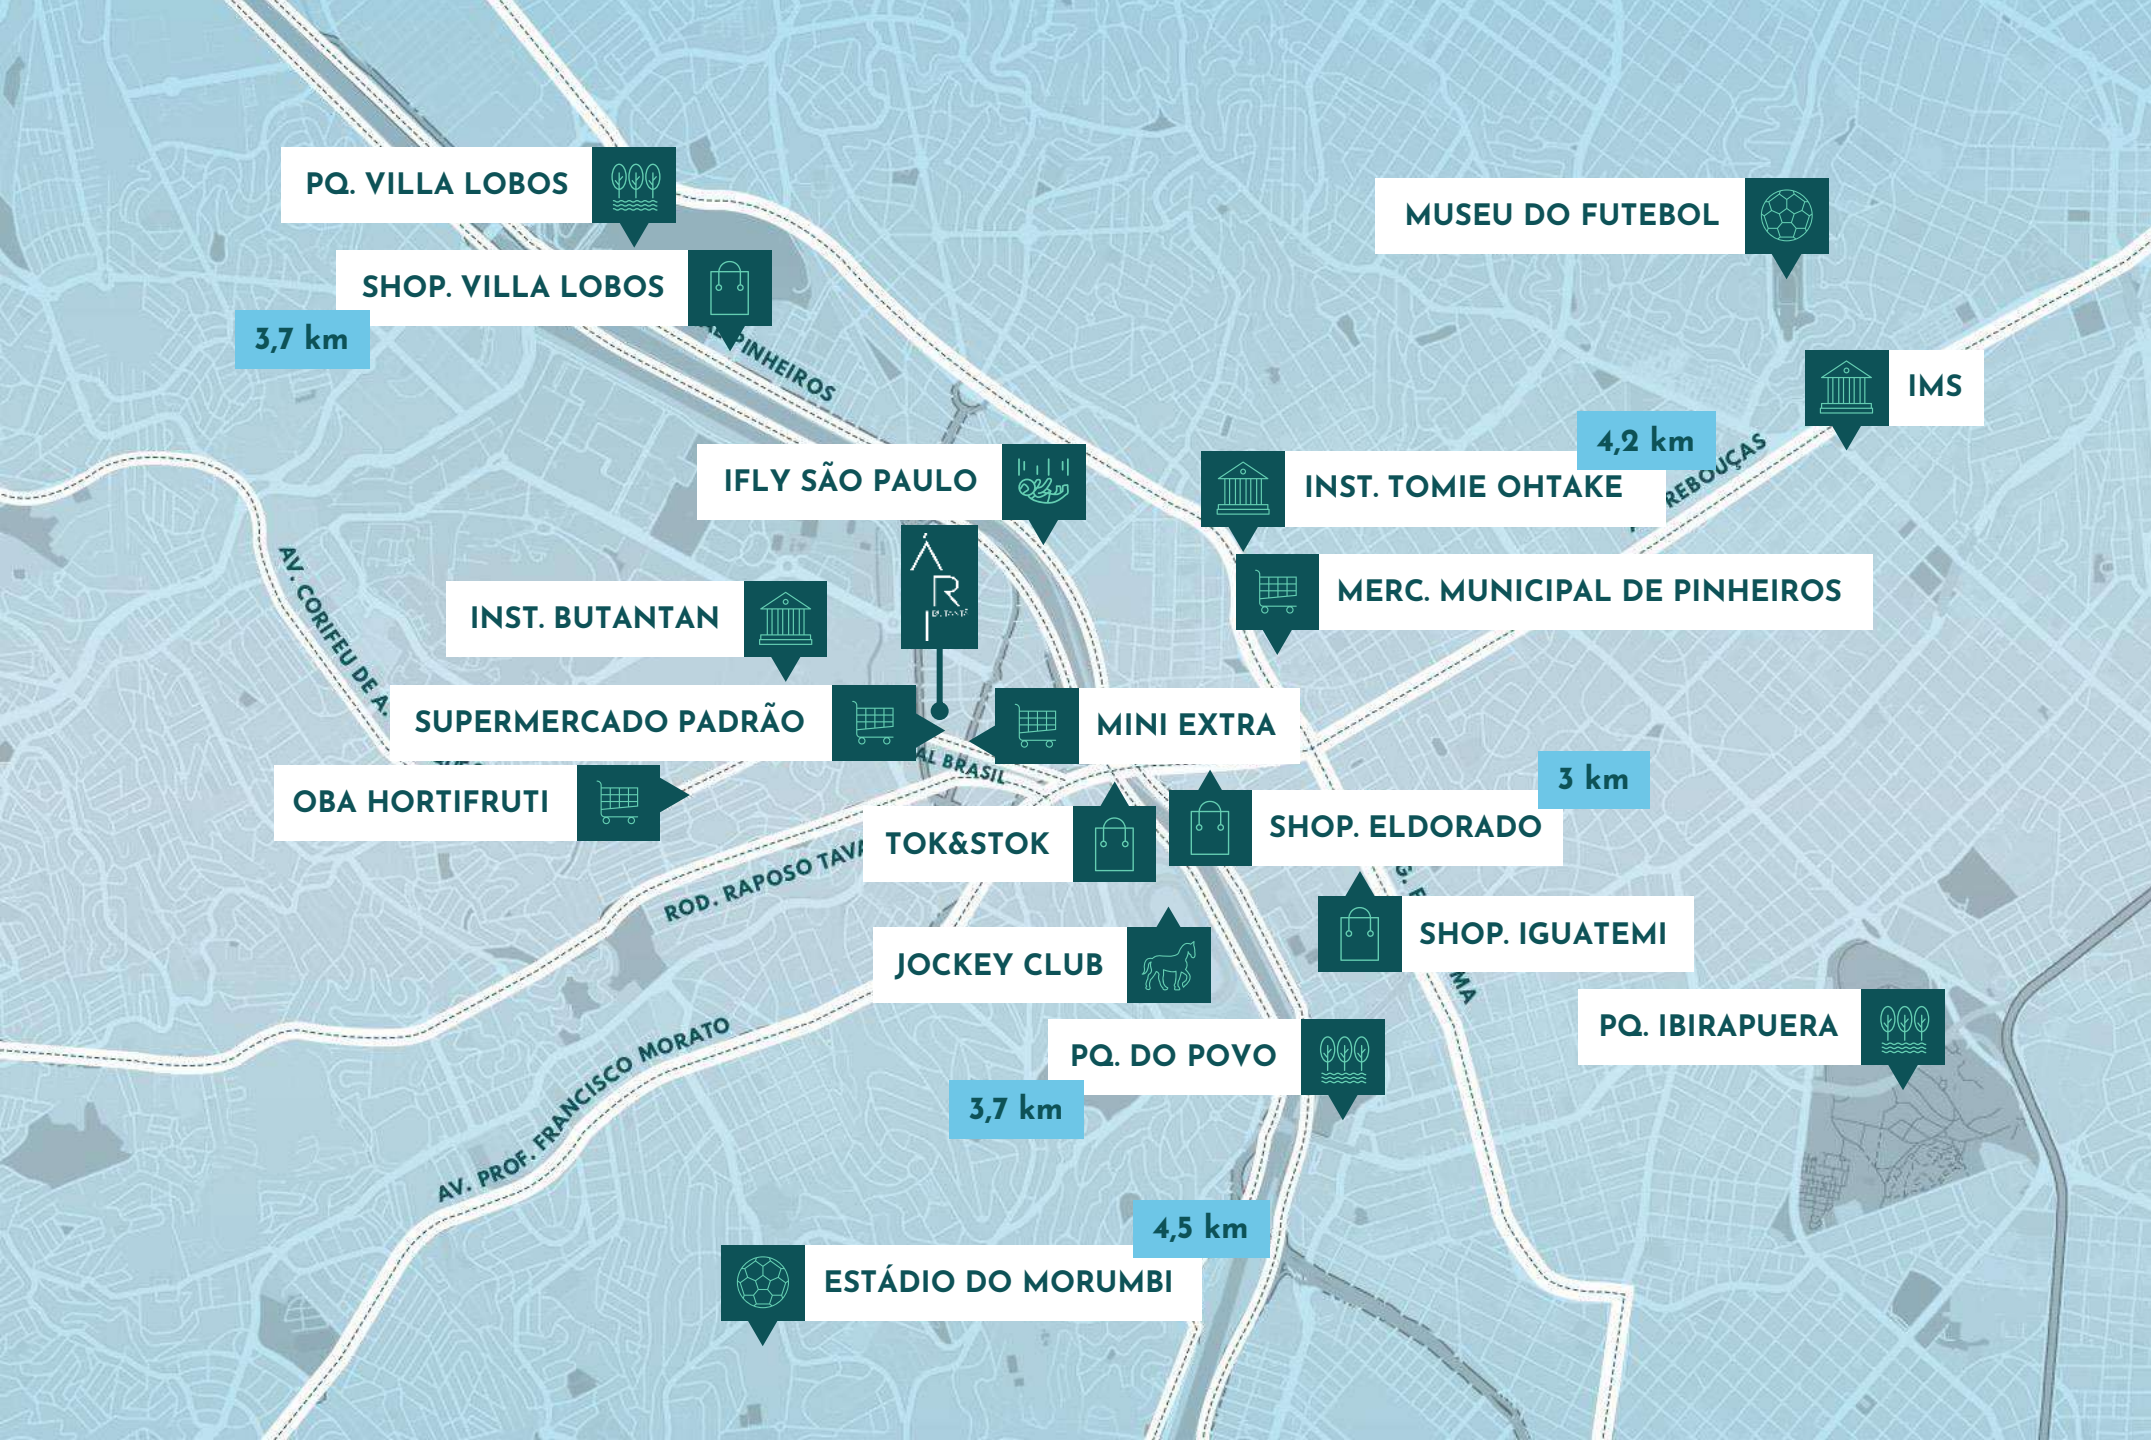 PQ. VILLA LOBOS
MUSEU DO FUTEBOL
SHOP. VILLA LOBOS
3,7 km
PINHEIROS
IMS
4,2 km
REBOUÇAS
IFLY SÃO PAULO
INST. TOMIE OHTAKE
ÁRI
AV. CORIFEU DE A.
INST. BUTANTAN
MERC. MUNICIPAL DE PINHEIROS
SUPERMERCADO PADRÃO
MINI EXTRA
AL BRASIL
3 km
OBA HORTIFRUTI
TOK&STOK
SHOP. ELDORADO
ROD. RAPOSO TAVA
SHOP. IGUATEMI
JOCKEY CLUB
MA
PQ. IBIRAPUERA
PQ. DO POVO
3,7 km
AV. PROF. FRANCISCO MORATO
4,5 km
ESTÁDIO DO MORUMBI